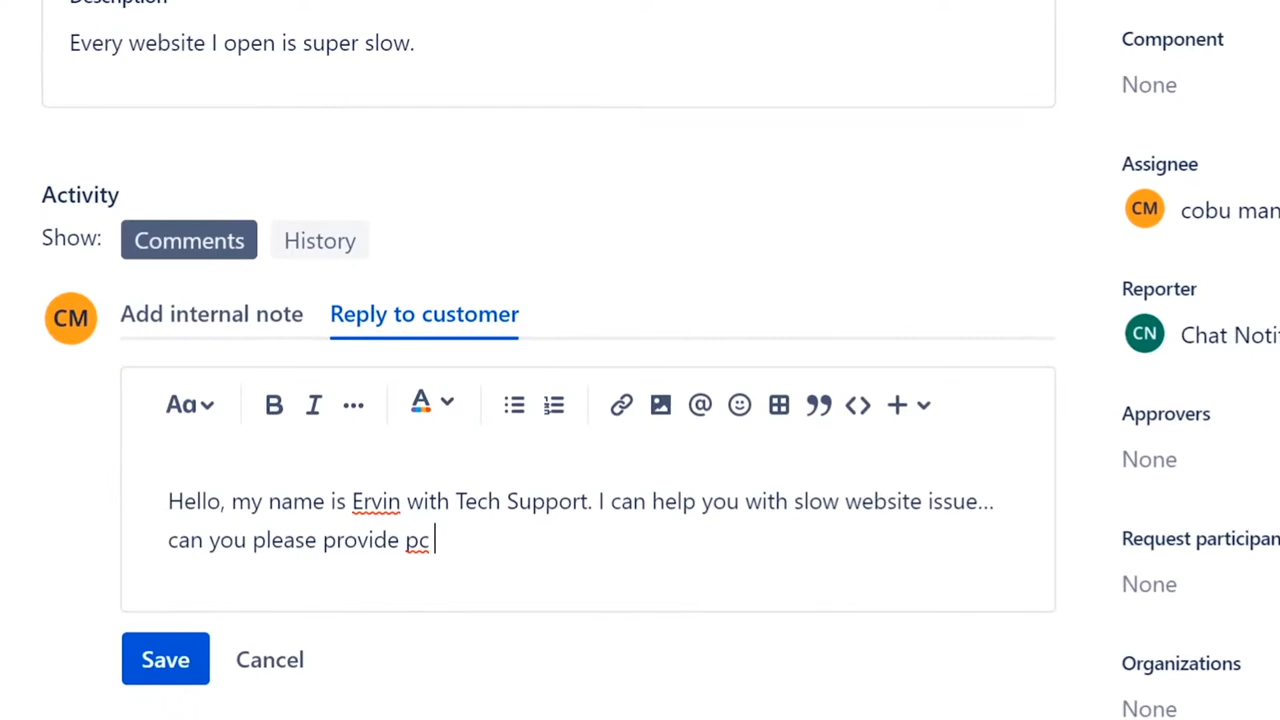 Every website I open is super slow.
Component
None
Activity
Assignee
Show: Comments History
CM cobu man
Reporter
CM Add internal note Reply to customer
CN Chat Noti
Aa B I ... A @ <> +
Approvers
None
Hello, my name is Ervin with Tech Support. I can help you with slow website issue...
can you please provide pc
Request participan
None
Save Cancel
Organizations
None